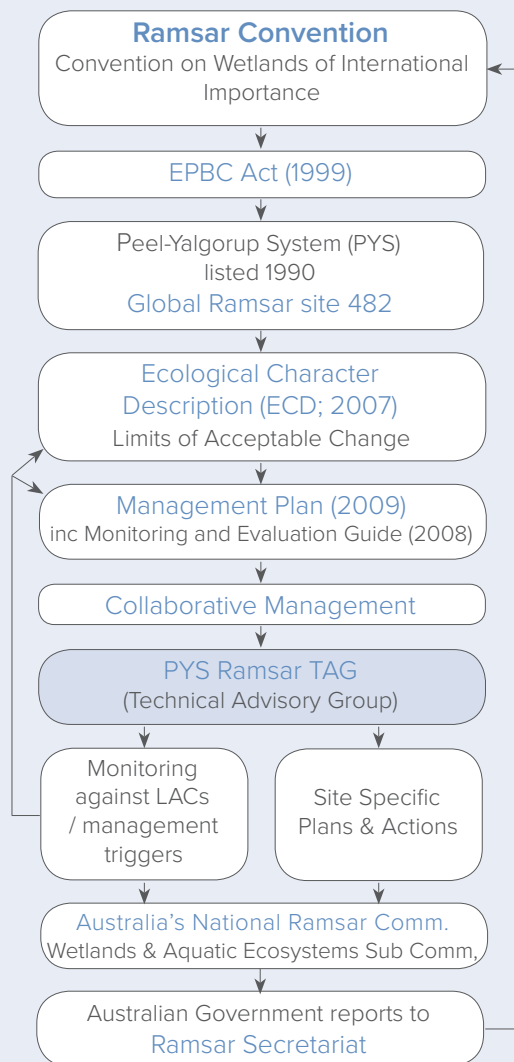 Ramsar Convention
Convention on Wetlands of International
Importance
EPBC Act (1999)
Peel-Yalgorup System (PYS)
listed 1990
Global Ramsar site 482
Ecological Character
Description (ECD; 2007)
Limits of Acceptable Change
Management Plan (2009)
inc Monitoring and Evaluation Guide (2008)
Collaborative Management
PYS Ramsar TAG
(Technical Advisory Group)
Monitoring
against LACs
/ management
triggers
Site Specific
Plans & Actions
Australia's National Ramsar Comm.
Wetlands & Aquatic Ecosystems Sub Comm,
Australian Government reports to
Ramsar Secretariat